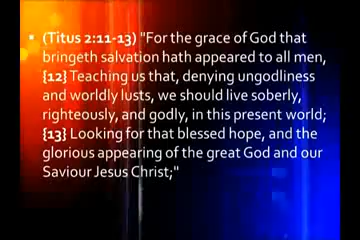 ▪ (Titus 2:11-13) "For the grace of God that
bringeth salvation hath appeared to all men,
{12} Teaching us that, denying ungodliness
and worldly lusts, we should live soberly,
righteously, and godly, in this present world;
{13} Looking for that blessed hope, and the
glorious appearing of the great God and our
Saviour Jesus Christ;"